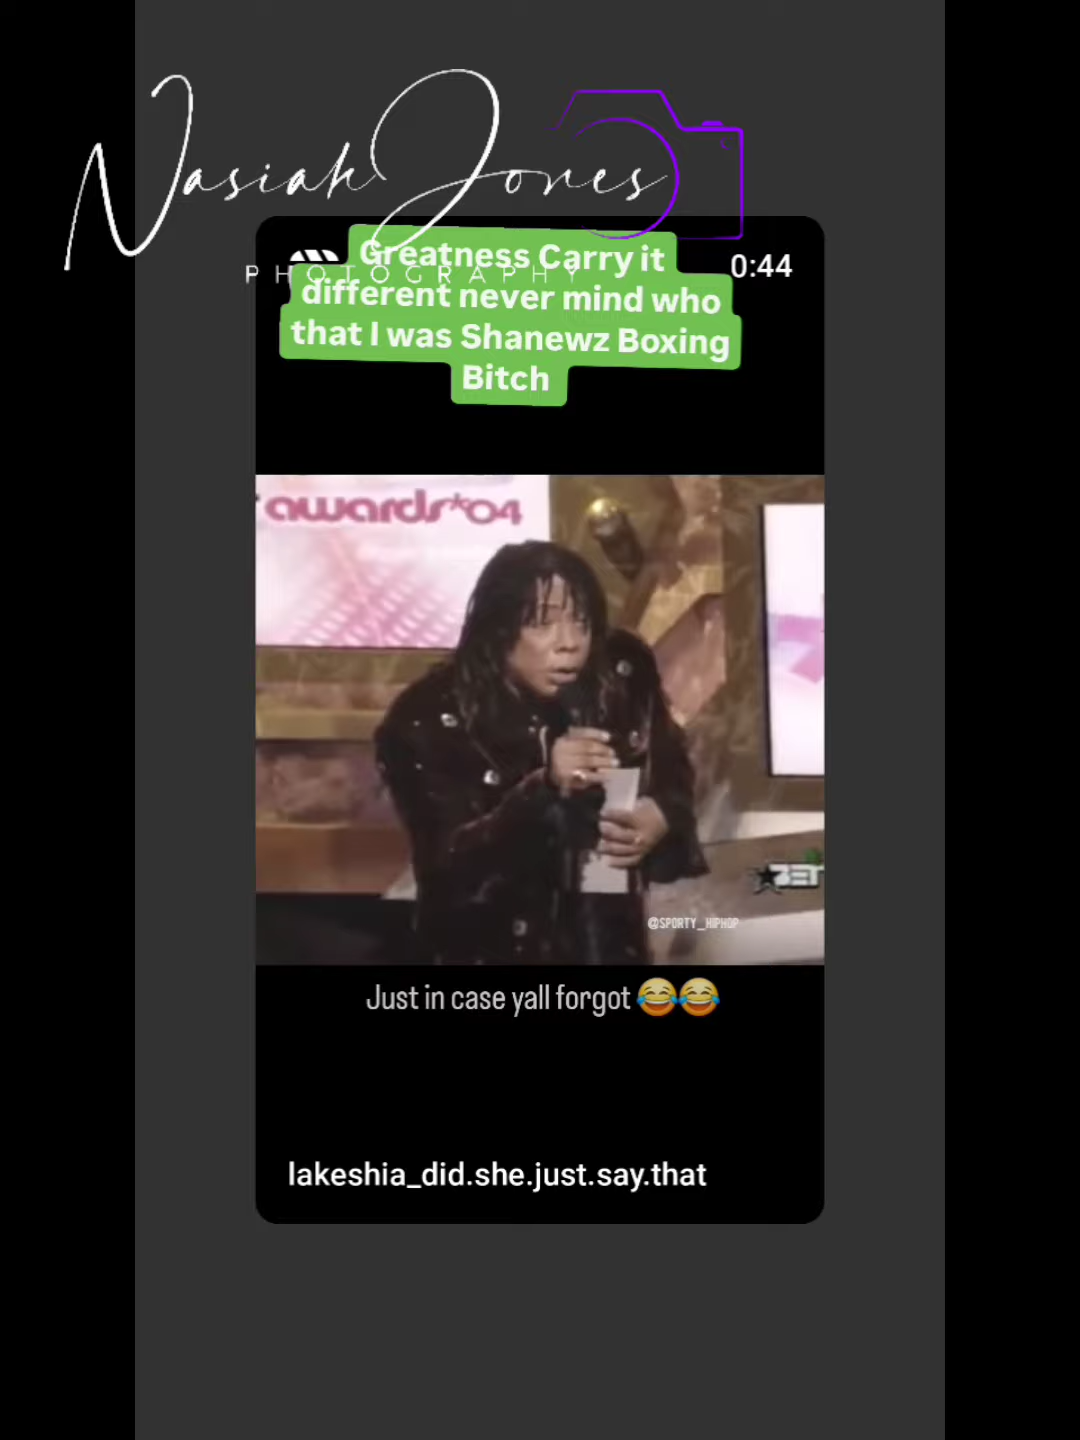 Nasiah Jones
PHOTOGRAPHY
Greatness Carry it
different never mind who
that I was Shanewz Boxing
Bitch
0:44
awards*04
BET
@SPORTY_HIPHOP
Just in case yall forgot 😂😂
lakeshia_did.she.just.say.that